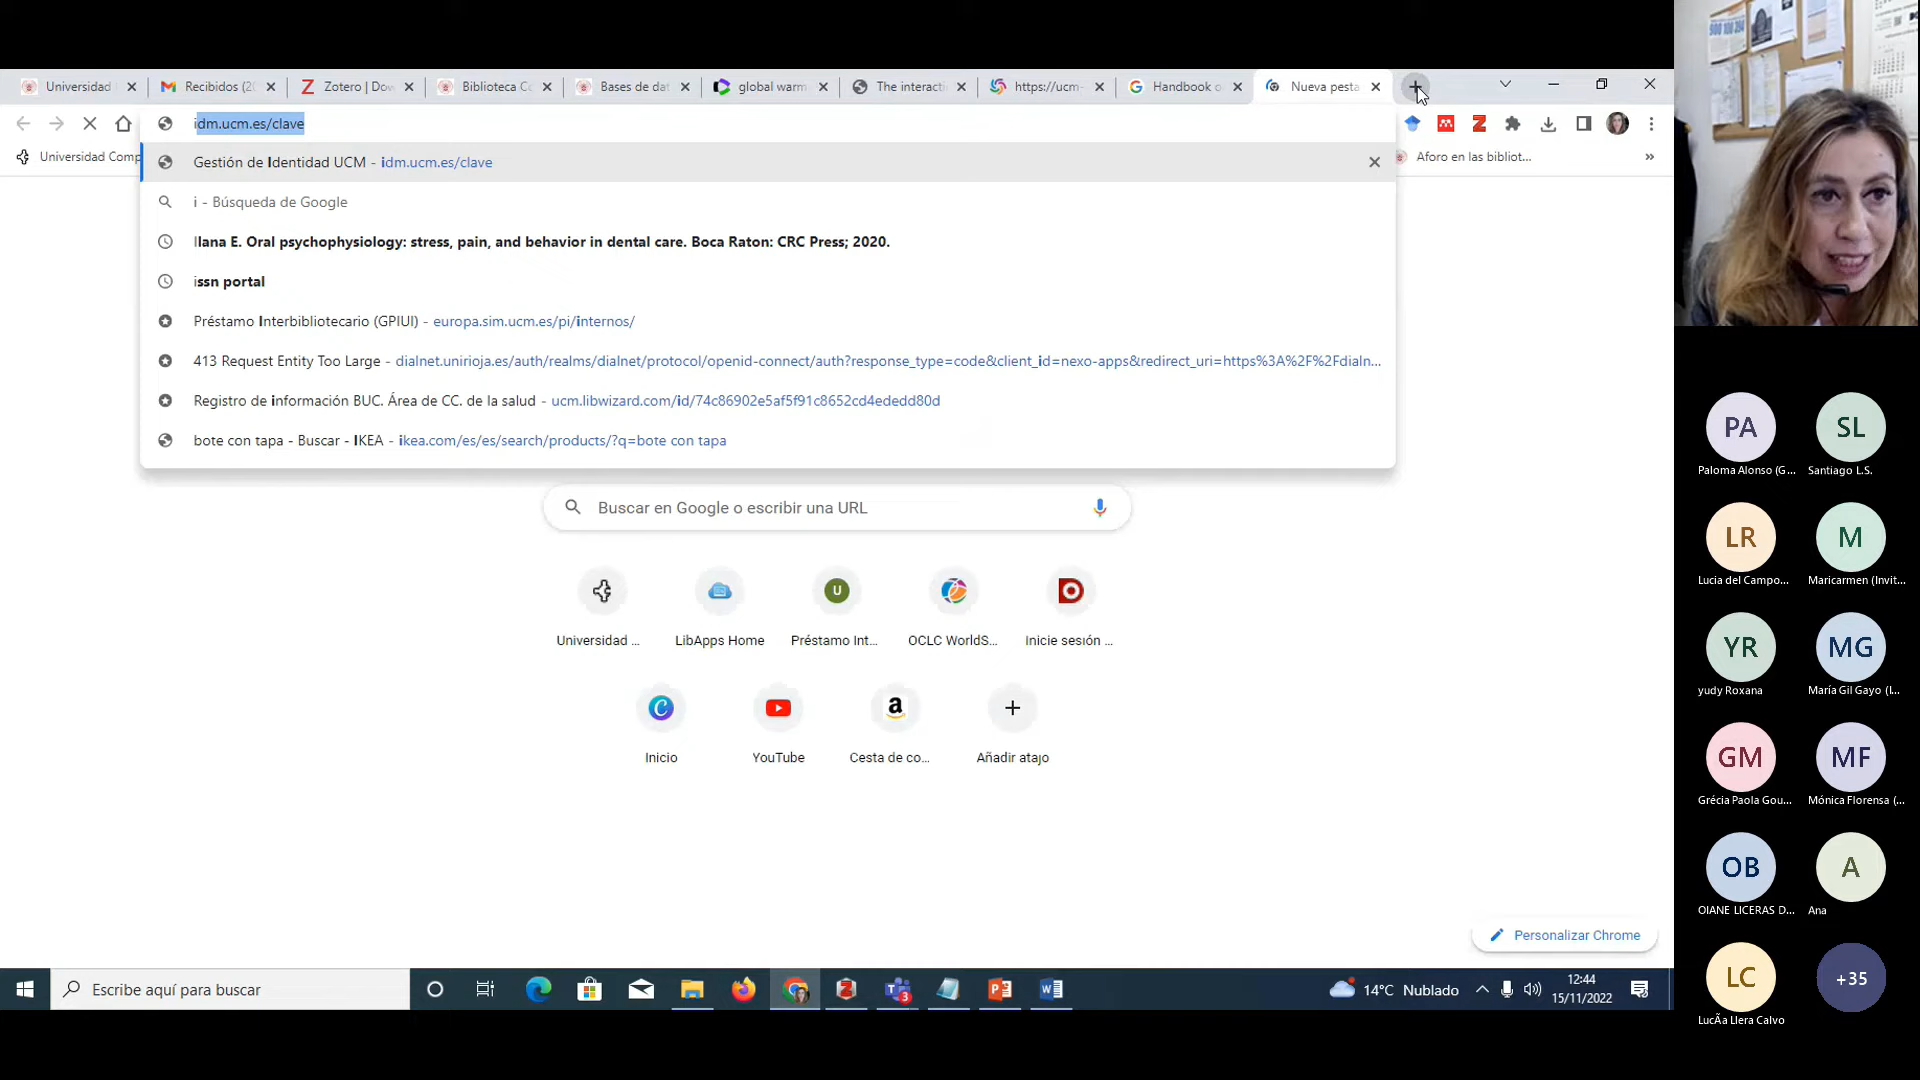 Universidad
Recibidos (2
Zotero | Dow
Biblioteca Co
Bases de dat
global warm
The interacti
https://ucm-
Handbook o
Nueva pesta
idm.ucm.es/clave
Universidad Comp
Aforo en las bibliot...
Gestión de Identidad UCM - idm.ucm.es/clave
i - Búsqueda de Google
Ilana E. Oral psychophysiology: stress, pain, and behavior in dental care. Boca Raton: CRC Press; 2020.
issn portal
Préstamo Interbibliotecario (GPIUI) - europa.sim.ucm.es/pi/internos/
413 Request Entity Too Large - dialnet.unirioja.es/auth/realms/dialnet/protocol/openid-connect/auth?response_type=code&client_id=nexo-apps&redirect_uri=https%3A%2F%2Fdialn...
Registro de información BUC. Área de CC. de la salud - ucm.libwizard.com/id/74c86902e5af5f91c8652cd4ededd80d
bote con tapa - Buscar - IKEA - ikea.com/es/es/search/products/?q=bote con tapa
Buscar en Google o escribir una URL
U
Universidad ...
LibApps Home
Préstamo Int...
OCLC WorldS...
Inicie sesión ...
a
Inicio
YouTube
Cesta de co...
Añadir atajo
Personalizar Chrome
Escribe aquí para buscar
14°C Nublado
12:44
15/11/2022
PA
SL
Paloma Alonso (G...
Santiago L.S.
LR
M
Lucia del Campo...
Maricarmen (Invit...
YR
MG
yudy Roxana
María Gil Gayo (I...
GM
MF
Grécia Paola Gou...
Mónica Florensa (...
OB
A
OIANE LICERAS D...
Ana
LC
+35
LucÃa Llera Calvo